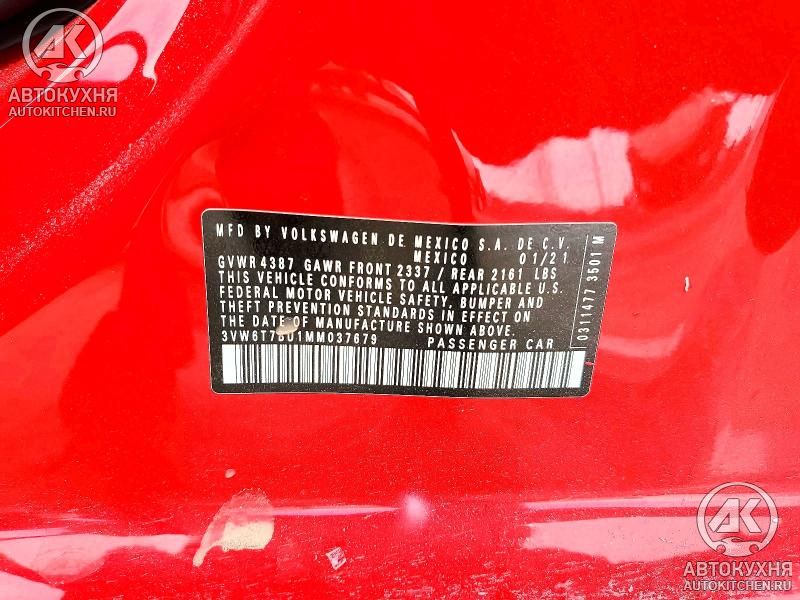 AK
АВТОКУХНЯ
AUTOKITCHEN.RU
MFD BY VOLKSWAGEN DE MEXICO S.A. DE C.V.
MEXICO 01/21
GVWR 4387 GAWR FRONT 2337 / REAR 2161 LBS
THIS VEHICLE CONFORMS TO ALL APPLICABLE U.S.
FEDERAL MOTOR VEHICLE SAFETY, BUMPER AND
THEFT PREVENTION STANDARDS IN EFFECT ON
THE DATE OF MANUFACTURE SHOWN ABOVE.
PASSENGER CAR
0311477 3501 M
AK
АВТОКУХНЯ
AUTOKITCHEN.RU